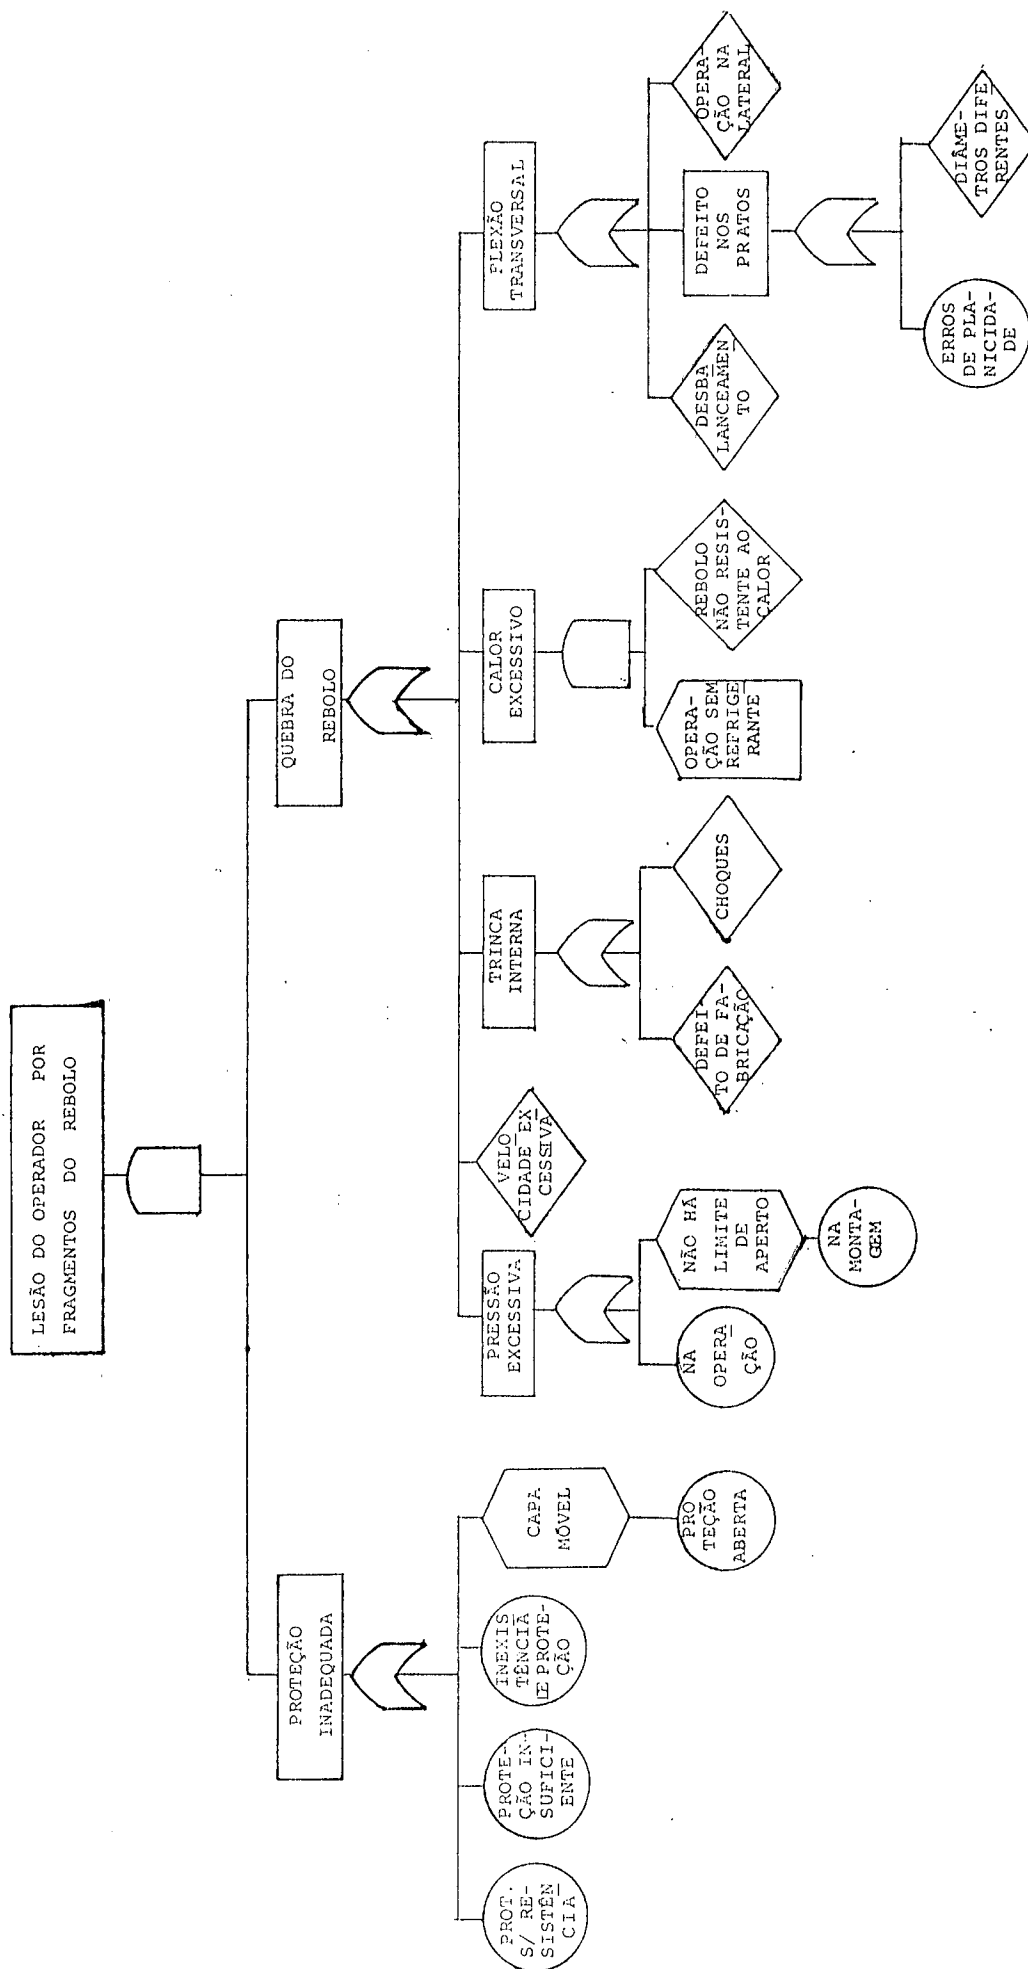 LESÃO DO OPERADOR POR
FRAGMENTOS DO REBOLO
PROTEÇÃO
INADEQUADA
QUEBRA DO
REBOLO
PROT.
S/ RE-
SISTÊN
CIA
PROTE-
ÇÃO IN-
SUFICI-
ENTE
INEXIS
TÊNCIA
DE PROTE-
ÇÃO
CAPA
MÓVEL
PRO
TEÇÃO
ABERTA
PRESSÃO
EXCESSIVA
NA
OPERA
ÇÃO
NÃO HÁ
LIMITE
DE
APERTO
NA
MONTA-
GEM
VELO
CIDADE EX
CESSIVA
TRINCA
INTERNA
DEFEI-
TO DE FA-
BRICAÇÃO
CHOQUES
CALOR
EXCESSIVO
OPERA-
ÇÃO SEM
REFRIGE
RANTE
REBOLO
NÃO RESIS-
TENTE AO
CALOR
FLEXÃO
TRANSVERSAL
DESBA
LANCEAMEN
TO
DEFEITO
NOS
PRATOS
OPERA-
ÇÃO NA
LATERAL
ERROS
DE PLA-
NICIDA-
DE
DIÂME-
TROS DIFE
RENTES